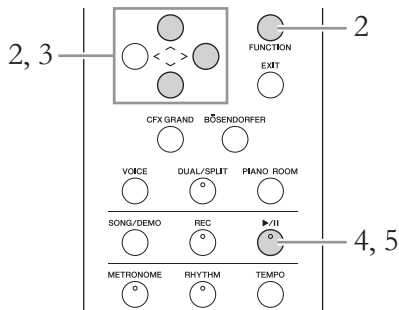 2
FUNCTION
2, 3
EXIT
CFX GRAND BÖSENDORFER
VOICE DUAL/SPLIT PIANO ROOM
SONG/DEMO REC ►/II
4, 5
METRONOME RHYTHM TEMPO